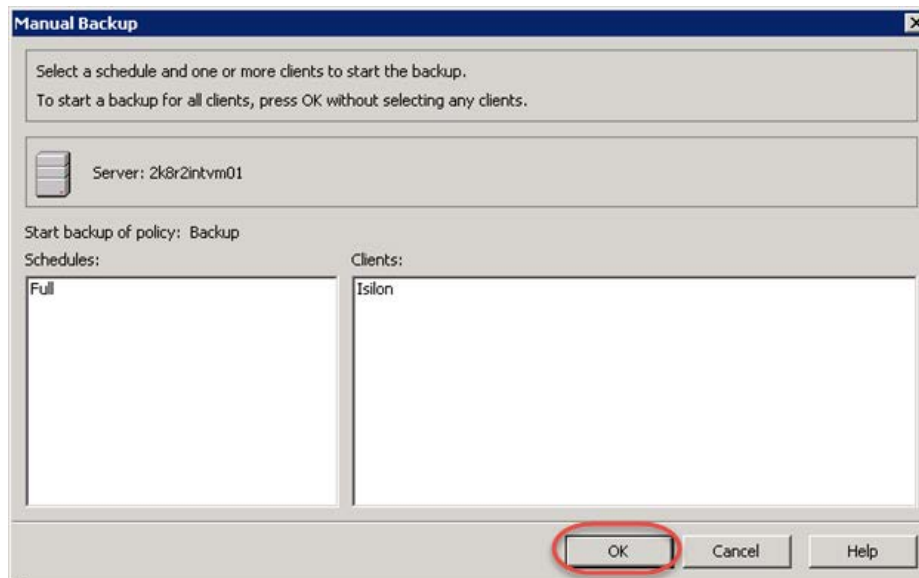 Manual Backup
Select a schedule and one or more clients to start the backup.
To start a backup for all clients, press OK without selecting any clients.
Server: 2k8r2intvm01
Start backup of policy: Backup
Schedules:
Clients:
Full
Isilon
OK
Cancel
Help